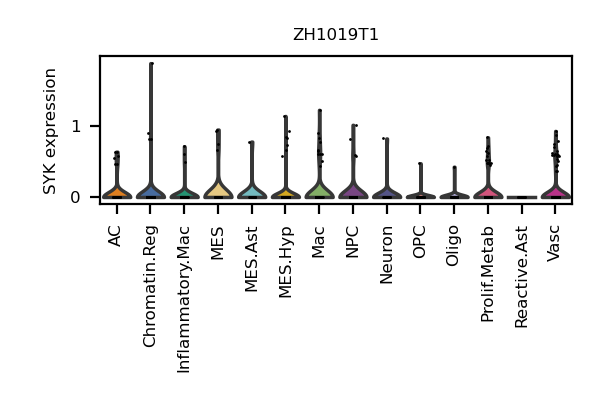 ZH1019T1
SYK expression
1
0
AC
Chromatin.Reg
Inflammatory.Mac
MES
MES.Ast
MES.Hyp
Mac
NPC
Neuron
OPC
Oligo
Prolif.Metab
Reactive.Ast
Vasc